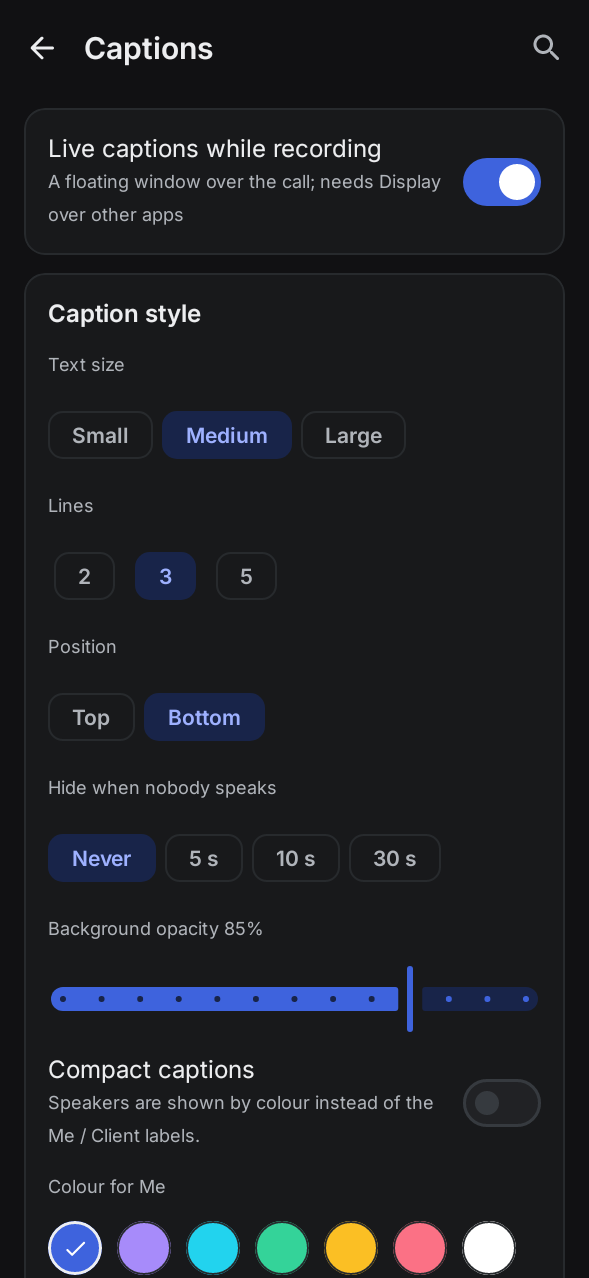 Captions
Live captions while recording
A floating window over the call; needs Display
over other apps
Caption style
Text size
Small Medium Large
Lines
2 3 5
Position
Top Bottom
Hide when nobody speaks
Never 5 s 10 s 30 s
Background opacity 85%
Compact captions
Speakers are shown by colour instead of the
Me / Client labels.
Colour for Me